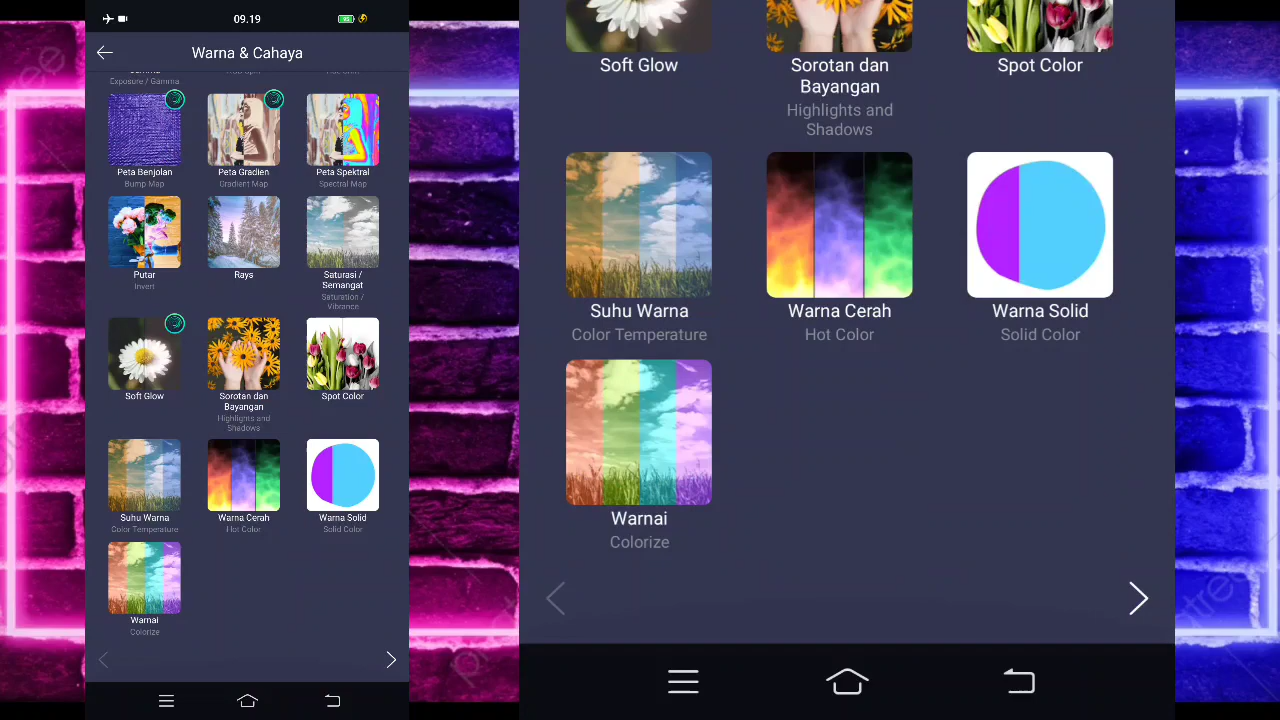 09.19
95
Warna & Cahaya
Exposure / Gamma
Peta Benjolan
Bump Map
Peta Gradien
Gradient Map
Peta Spektral
Spectral Map
Putar
Invert
Rays
Saturasi /
Semangat
Saturation /
Vibrance
Soft Glow
Sorotan dan
Bayangan
Highlights and
Shadows
Spot Color
Suhu Warna
Color Temperature
Warna Cerah
Hot Color
Warna Solid
Solid Color
Warnai
Colorize
Soft Glow
Sorotan dan
Bayangan
Highlights and
Shadows
Spot Color
Suhu Warna
Color Temperature
Warna Cerah
Hot Color
Warna Solid
Solid Color
Warnai
Colorize